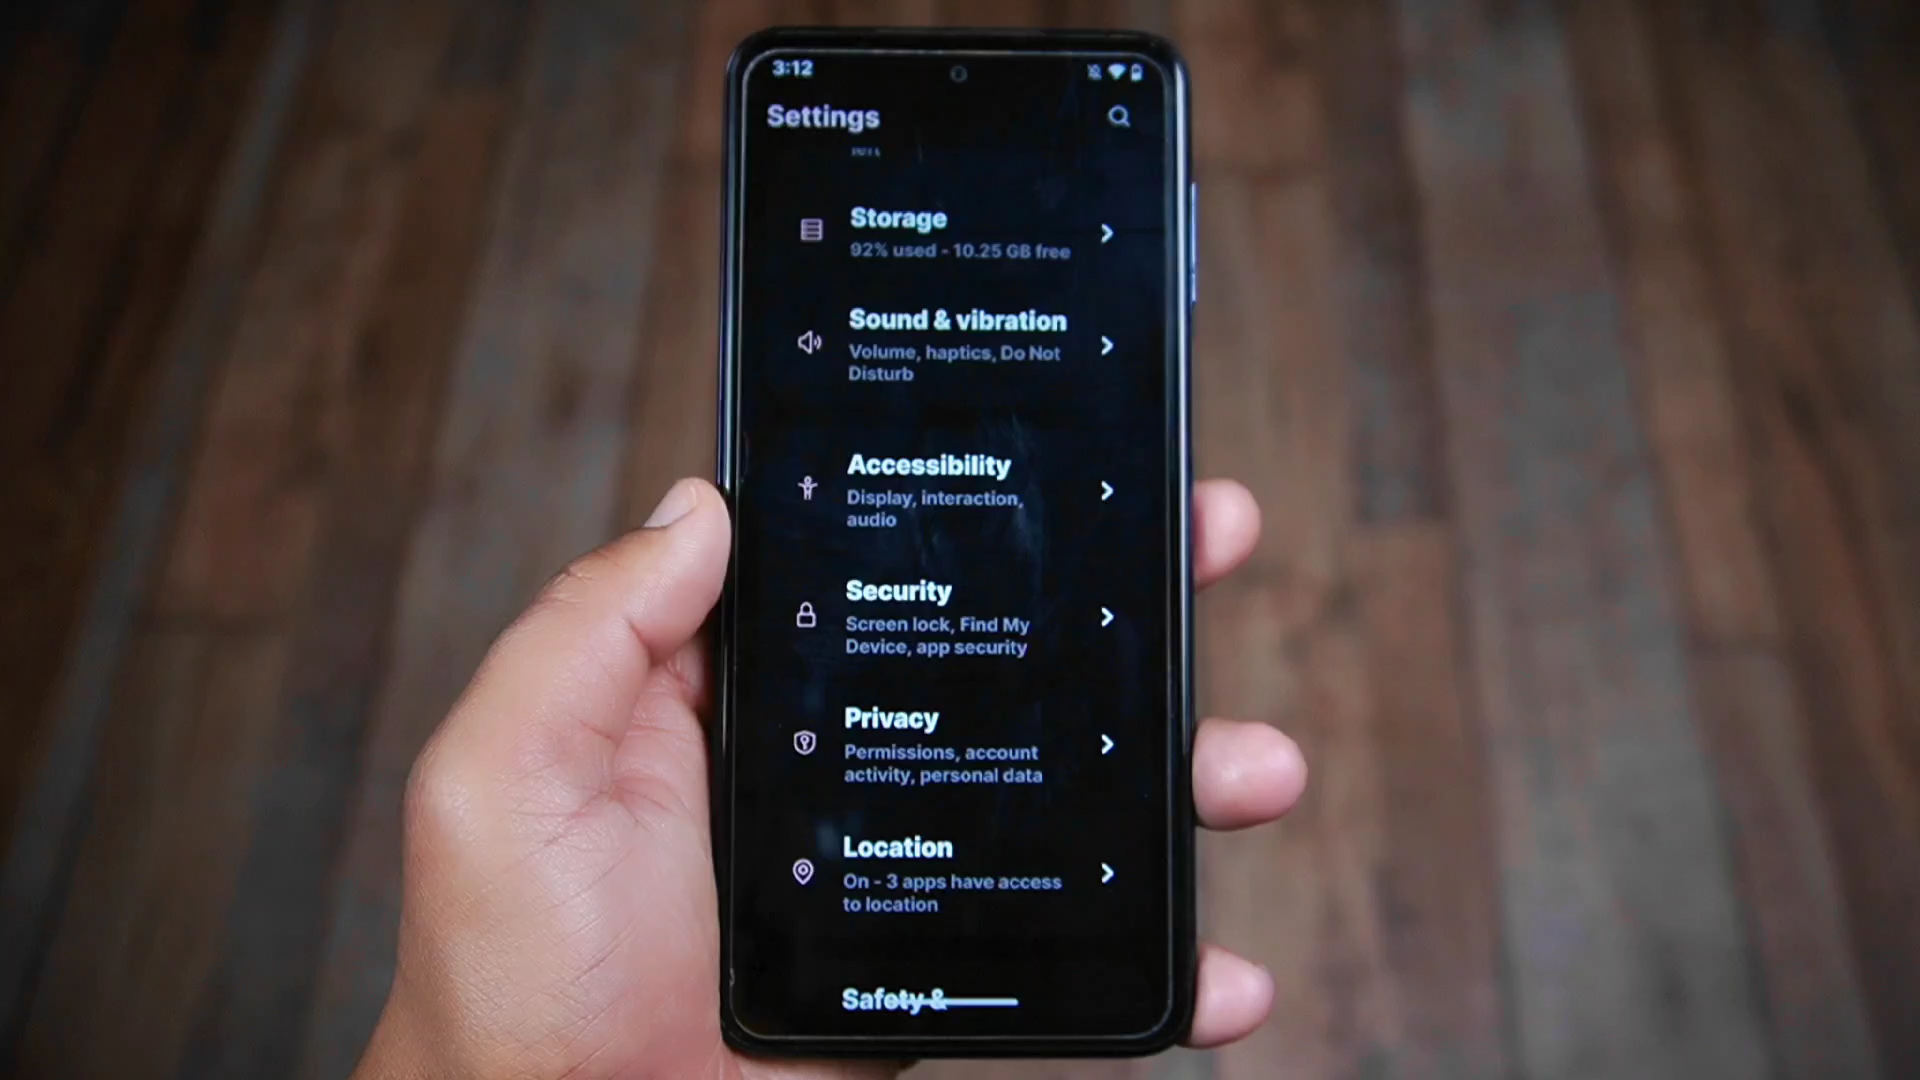 3:12
Settings
Storage
92% used - 10.25 GB free
Sound & vibration
Volume, haptics, Do Not
Disturb
Accessibility
Display, interaction,
audio
Security
Screen lock, Find My
Device, app security
Privacy
Permissions, account
activity, personal data
Location
On - 3 apps have access
to location
Safety &